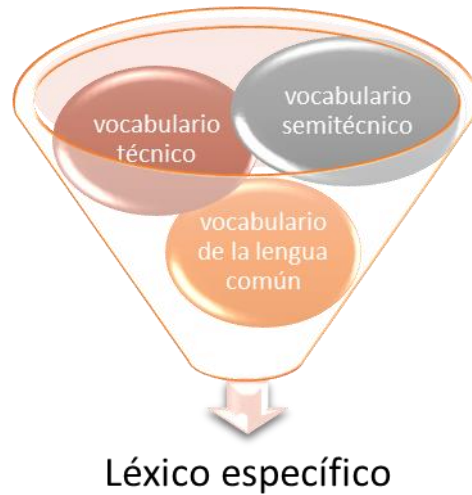 vocabulario
técnico
vocabulario
semitécnico
vocabulario
de la lengua
común
Léxico específico